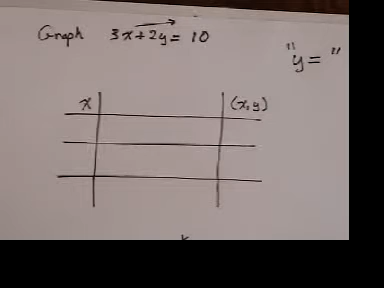 Graph 3x+2y= 10
"y= "
x (x,y)